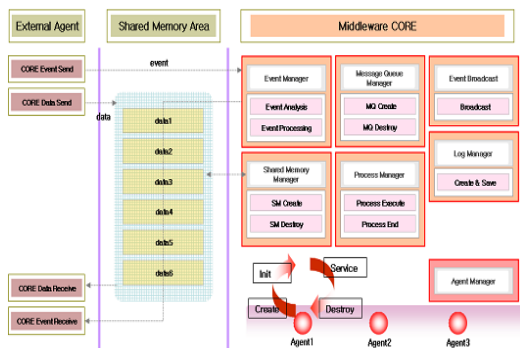 External Agent
Shared Memory Area
Middleware CORE
CORE Event Send
event
CORE Data Send
data
data1
data2
data3
data4
data5
data6
CORE Data Receive
CORE Event Receive
Event Manager
Event Analysis
Event Processing
Message Queue
Manager
MQ Create
MQ Destroy
Event Broadcast
Broadcast
Shared Memory
Manager
SM Create
SM Destroy
Process Manager
Process Execute
Process End
Log Manager
Create & Save
Init
Service
Create
Destroy
Agent Manager
Agent1
Agent2
Agent3